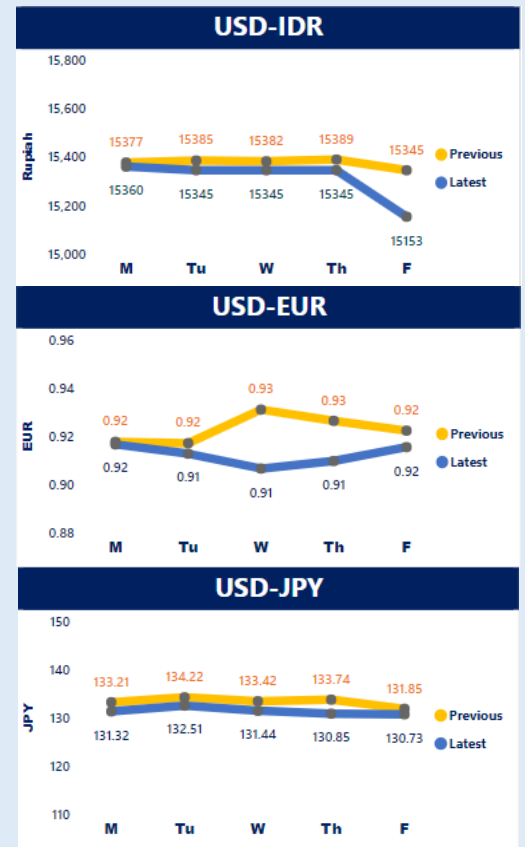 USD-IDR
15,800
15,600
15,400
15,200
15,000
Rupiah
15377 15385 15382 15389 15345
15360 15345 15345 15345 15153
Previous
Latest
M Tu W Th F
USD-EUR
0.96
0.94
0.92
0.90
0.88
EUR
0.92 0.92 0.93 0.93 0.92
0.92 0.91 0.91 0.91 0.92
Previous
Latest
M Tu W Th F
USD-JPY
150
140
130
120
110
JPY
133.21 134.22 133.42 133.74 131.85
131.32 132.51 131.44 130.85 130.73
Previous
Latest
M Tu W Th F